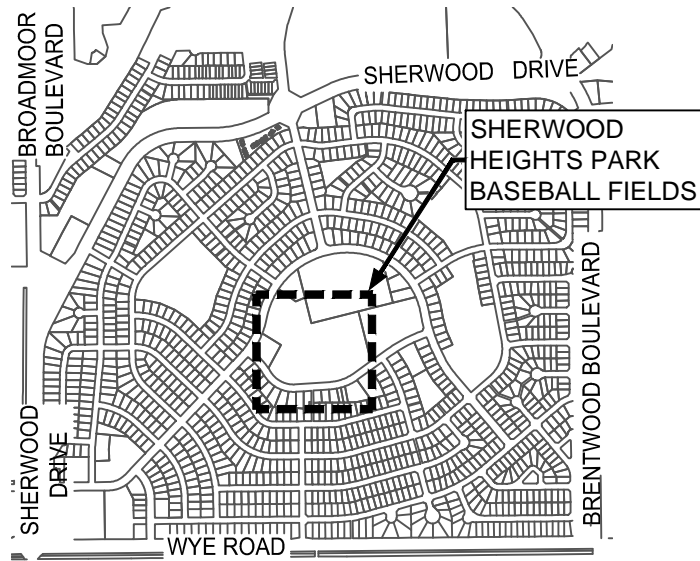 BROADMOOR
BOULEVARD
SHERWOOD DRIVE
SHERWOOD
HEIGHTS PARK
BASEBALL FIELDS
BRENTWOOD BOULEVARD
SHERWOOD
DRIVE
WYE ROAD